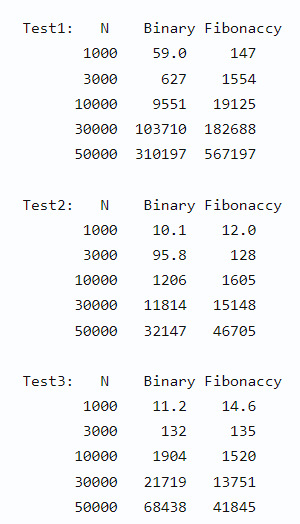 Test1: N Binary Fibonaccy
1000 59.0 147
3000 627 1554
10000 9551 19125
30000 103710 182688
50000 310197 567197
Test2: N Binary Fibonaccy
1000 10.1 12.0
3000 95.8 128
10000 1206 1605
30000 11814 15148
50000 32147 46705
Test3: N Binary Fibonaccy
1000 11.2 14.6
3000 132 135
10000 1904 1520
30000 21719 13751
50000 68438 41845